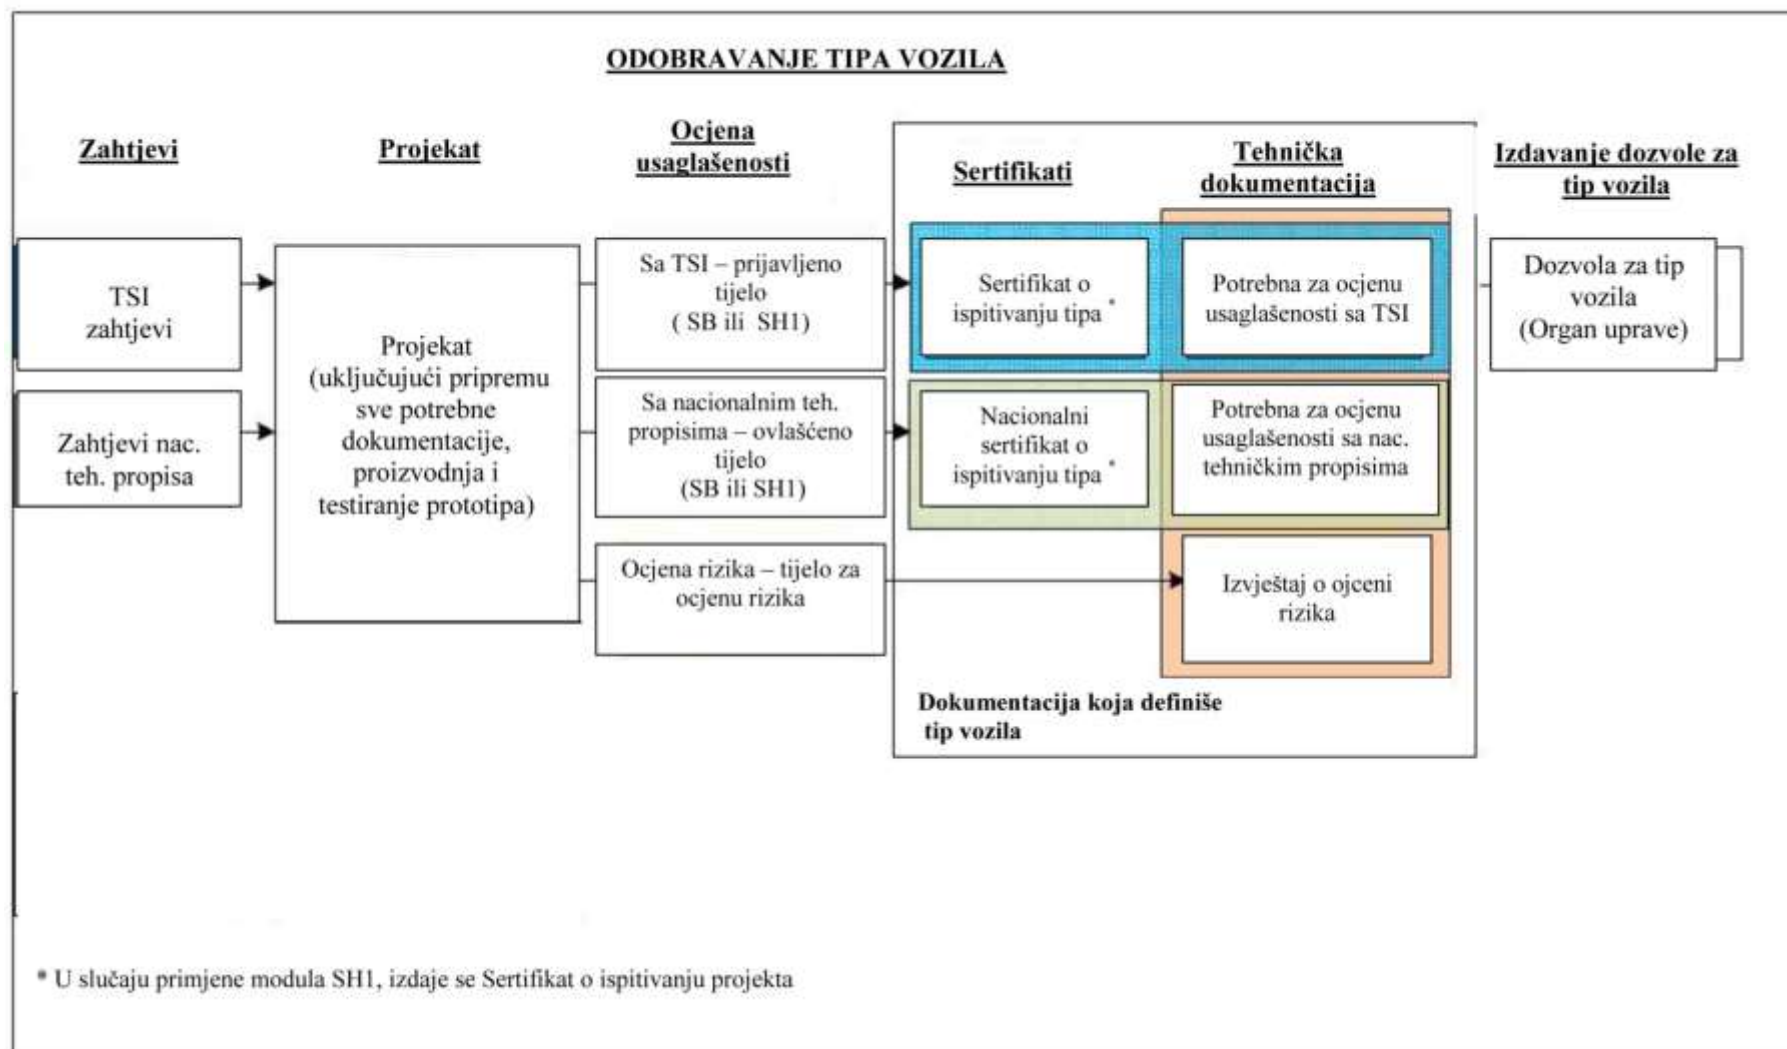 ODOBRAVANJE TIPA VOZILA
Zahtjevi
Projekat
Ocjena
usaglašenosti
Sertifikati
Tehnička
dokumentacija
Izdavanje dozvole za
tip vozila
TSI
zahtjevi
Zahtjevi nac.
teh. propisa
Projekat
(uključujući pripremu
sve potrebne
dokumentacije,
proizvodnja i
testiranje prototipa)
Sa TSI – prijavljeno
tijelo
( SB ili SH1)
Sa nacionalnim teh.
propisima – ovlašćeno
tijelo
(SB ili SH1)
Ocjena rizika – tijelo za
ocjenu rizika
Sertifikat o
ispitivanju tipa *
Nacionalni
sertifikat o
ispitivanju tipa *
Potrebna za ocjenu
usaglašenosti sa TSI
Potrebna za ocjenu
usaglašenosti sa nac.
tehničkim propisima
Izvještaj o ojceni
rizika
Dokumentacija koja definiše
tip vozila
Dozvola za tip
vozila
(Organ uprave)
* U slučaju primjene modula SH1, izdaje se Sertifikat o ispitivanju projekta